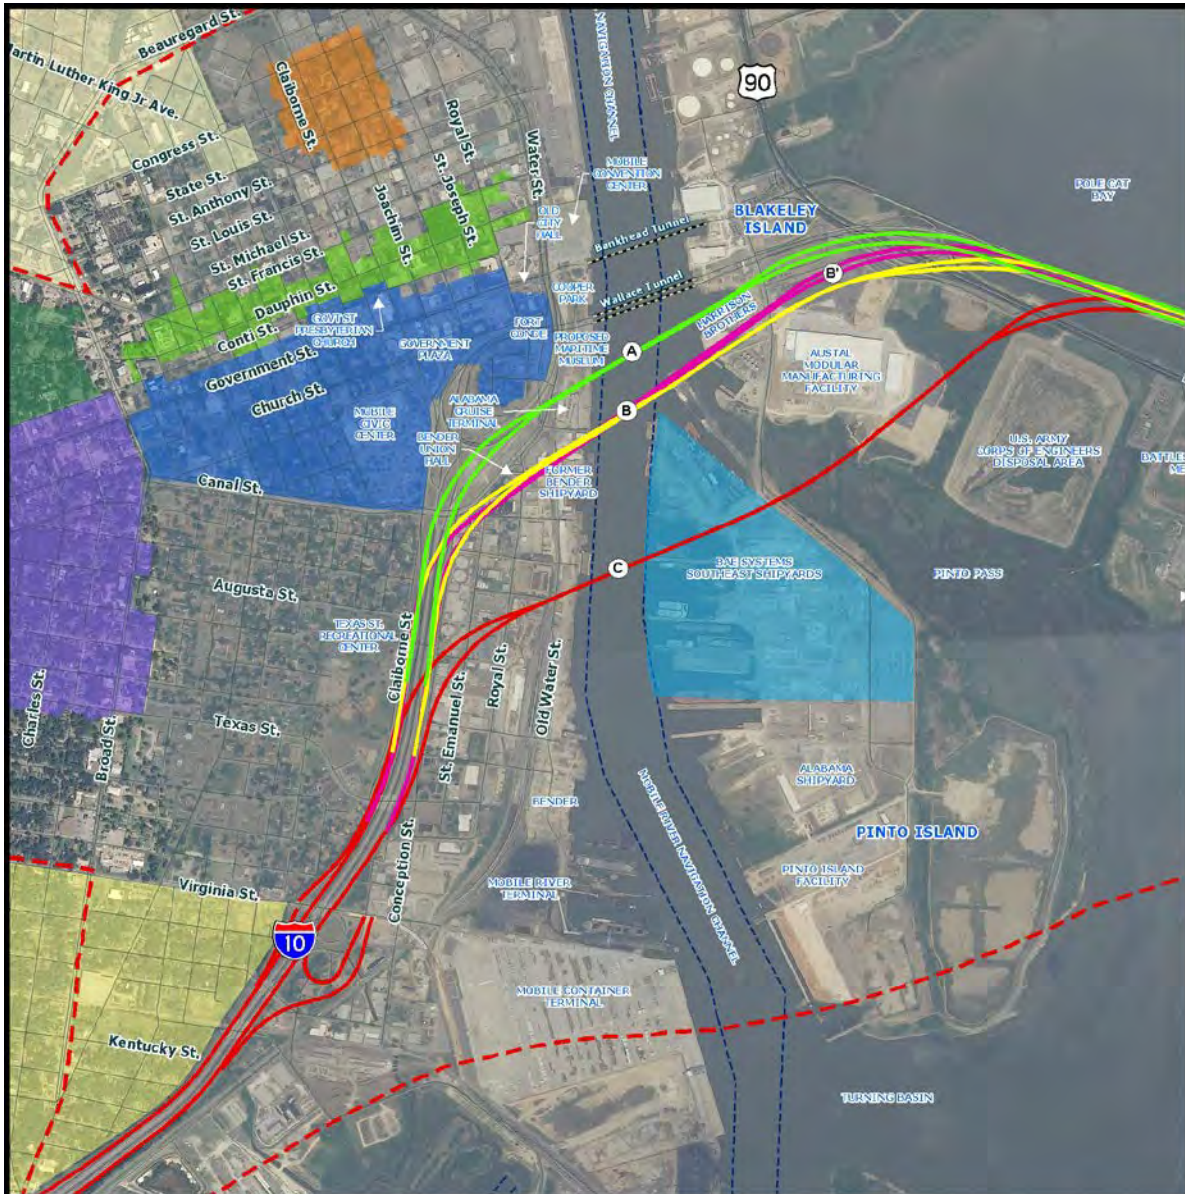 Beauregard St.
Martin Luther King Jr Ave.
Claiborne St.
Congress St.
State St.
St. Anthony St.
St. Louis St.
St. Michael St.
St. Francis St.
Dauphin St.
Conti St.
Government St.
Church St.
Royal St.
St. Joseph St.
Joachim St.
Water St.
NAVIGATION CHANNEL
90
MOBILE
CONVENTION
CENTER
OLD
CITY
HALL
POLE CAT
BAY
BLAKELEY
ISLAND
Bankhead Tunnel
Wallace Tunnel
COOPER
PARK
FORT
CONDE
GOVT ST
PRESBYTERIAN
CHURCH
GOVERNMENT
PLAZA
PROPOSED
MARITIME
MUSEUM
HARRISON
BROTHERS
B'
A
B
C
AUSTAL
MODULAR
MANUFACTURING
FACILITY
ALABAMA
CRUISE
TERMINAL
MOBILE
CIVIC
CENTER
BENDER
UNION
HALL
FORMER
BENDER
SHIPYARD
U.S. ARMY
CORPS OF ENGINEERS
DISPOSAL AREA
BATTLES
ME
Canal St.
BAE SYSTEMS
SOUTHEAST SHIPYARDS
PINTO PASS
Augusta St.
TEXAS ST.
RECREATIONAL
CENTER
Claiborne St
Royal St.
St. Emanuel St.
Old Water St.
Charles St.
Broad St.
Texas St.
ALABAMA
SHIPYARD
BENDER
MOBILE RIVER NAVIGATION CHANNEL
PINTO ISLAND
PINTO ISLAND
FACILITY
Conception St.
Virginia St.
MOBILE RIVER
TERMINAL
10
MOBILE CONTAINER
TERMINAL
Kentucky St.
TURNING BASIN